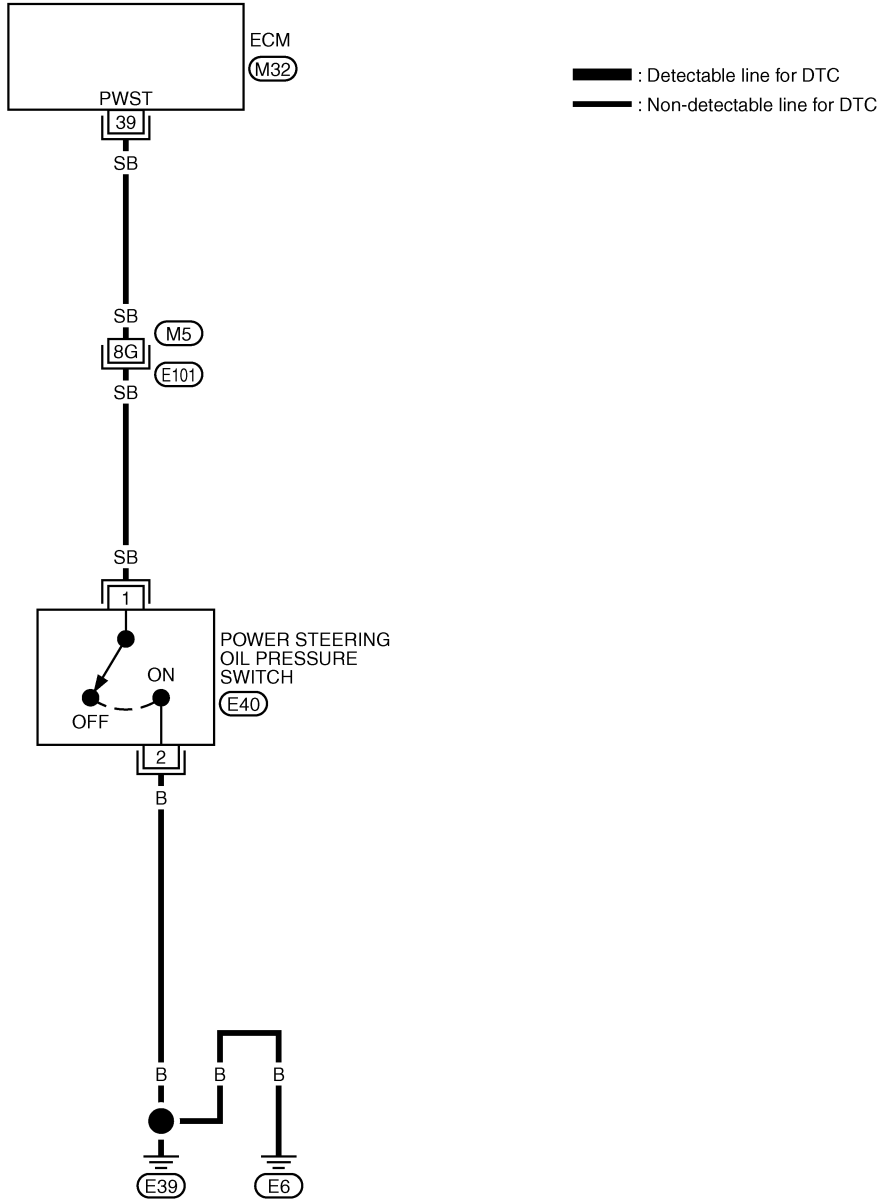 ECM
M32
: Detectable line for DTC
: Non-detectable line for DTC
PWST
39
SB
SB
M5
8G
E101
SB
SB
1
POWER STEERING
OIL PRESSURE
SWITCH
ON
E40
OFF
2
B
B B B
E39 E6